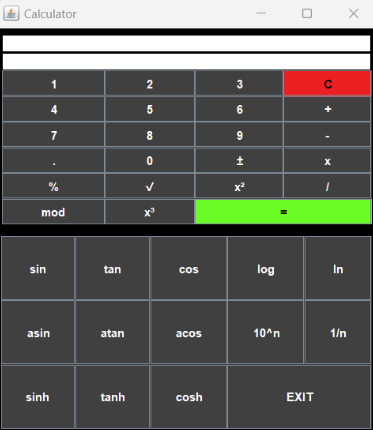 Calculator
1 2 3 C
4 5 6 +
7 8 9 -
. 0 ± x
% √ x² /
mod x³ =
sin tan cos log ln
asin atan acos 10^n 1/n
sinh tanh cosh EXIT